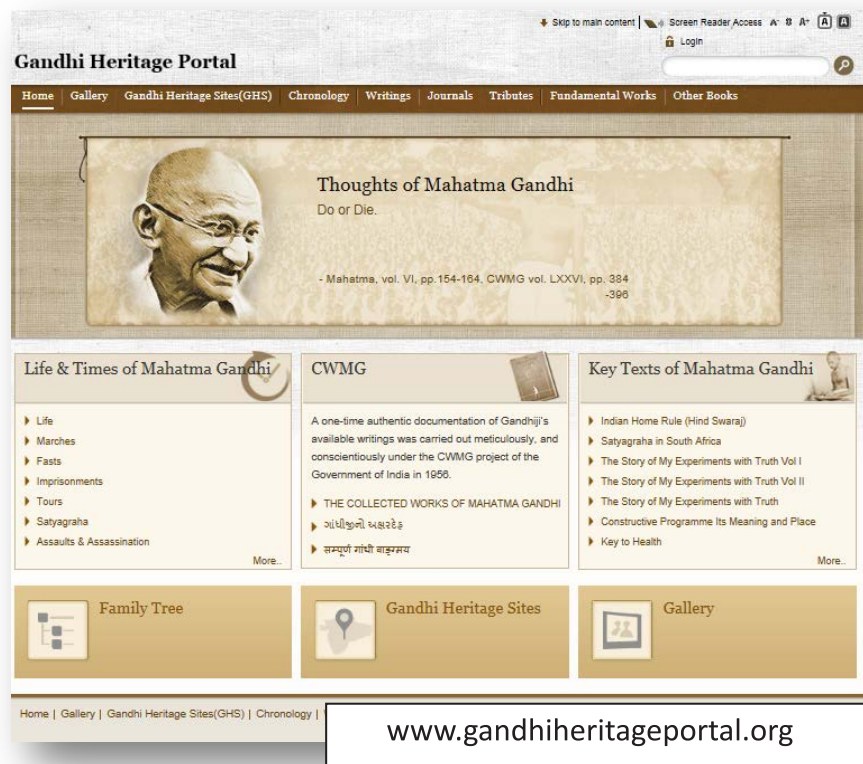 Skip to main content | Screen Reader Access A- A A+ A A
Login
Gandhi Heritage Portal
Home | Gallery | Gandhi Heritage Sites(GHS) | Chronology | Writings | Journals | Tributes | Fundamental Works | Other Books
Thoughts of Mahatma Gandhi
Do or Die.
- Mahatma, vol. VI, pp.154-164. CWMG vol. LXXVI, pp. 384
-396
Life & Times of Mahatma Gandhi
Life
Marches
Fasts
Imprisonments
Tours
Satyagraha
Assaults & Assassination
More..
CWMG
A one-time authentic documentation of Gandhiji's
available writings was carried out meticulously, and
conscientiously under the CWMG project of the
Government of India in 1956.
THE COLLECTED WORKS OF MAHATMA GANDHI
ગાંધીજીનો અક્ષરદેહ
सम्पूर्ण गांधी वाङ्मय
Key Texts of Mahatma Gandhi
Indian Home Rule (Hind Swaraj)
Satyagraha in South Africa
The Story of My Experiments with Truth Vol I
The Story of My Experiments with Truth Vol II
The Story of My Experiments with Truth
Constructive Programme Its Meaning and Place
Key to Health
More..
Family Tree
Gandhi Heritage Sites
Gallery
Home | Gallery | Gandhi Heritage Sites(GHS) | Chronology |
www.gandhiheritageportal.org